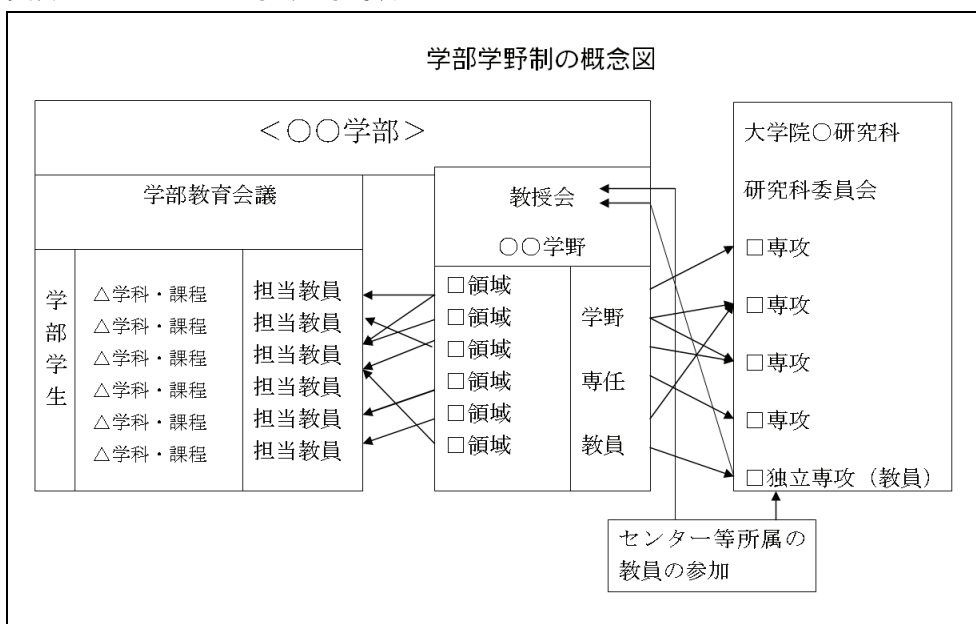 学部学野制の概念図
＜○○学部＞
学部教育会議
学部学生
△学科・課程
△学科・課程
△学科・課程
△学科・課程
△学科・課程
△学科・課程
担当教員
担当教員
担当教員
担当教員
担当教員
担当教員
教授会
○○学野
□領域
□領域
□領域
□領域
□領域
□領域
学野
専任
教員
大学院○研究科
研究科委員会
□専攻
□専攻
□専攻
□専攻
□独立専攻（教員）
センター等所属の
教員の参加